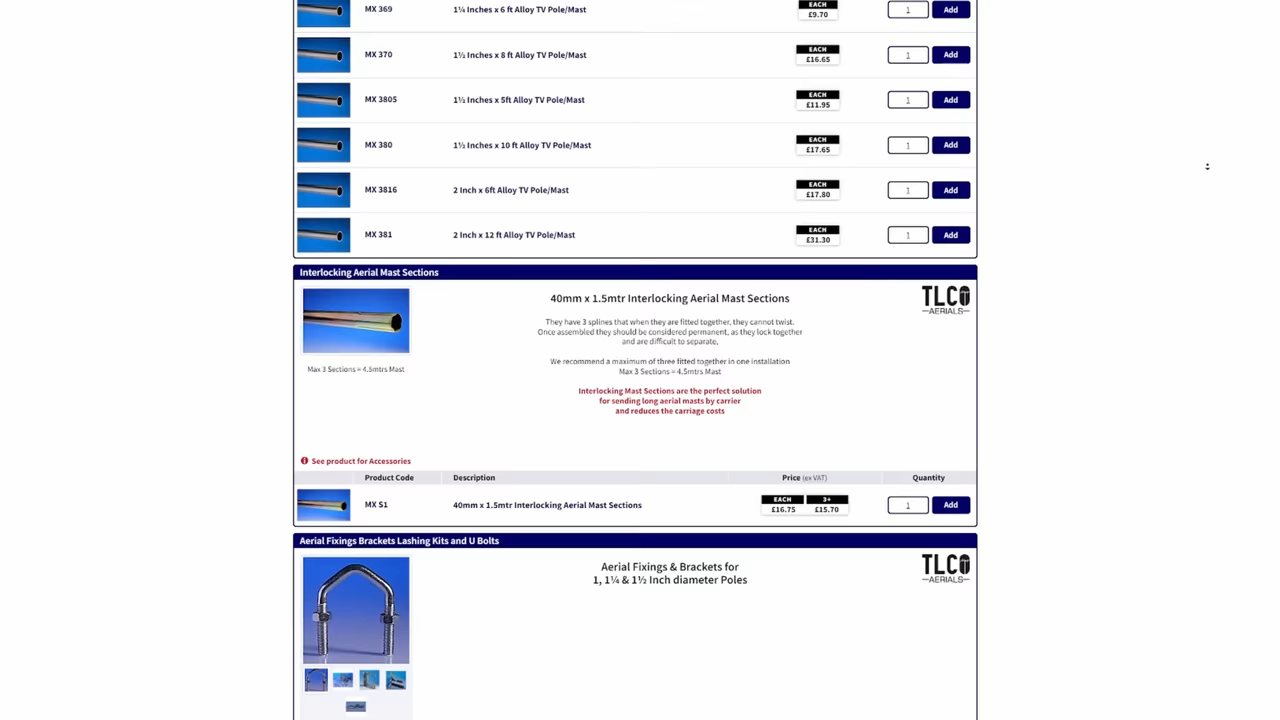 MX 369 1¼ Inches x 6 ft Alloy TV Pole/Mast EACH £9.70 1 Add
MX 370 1½ Inches x 8 ft Alloy TV Pole/Mast EACH £16.65 1 Add
MX 3805 1½ Inches x 5ft Alloy TV Pole/Mast EACH £11.95 1 Add
MX 380 1½ Inches x 10 ft Alloy TV Pole/Mast EACH £17.65 1 Add
MX 3816 2 Inch x 6ft Alloy TV Pole/Mast EACH £17.80 1 Add
MX 381 2 Inch x 12 ft Alloy TV Pole/Mast EACH £31.30 1 Add
Interlocking Aerial Mast Sections
40mm x 1.5mtr Interlocking Aerial Mast Sections
TLC
AERIALS
They have 3 splines that when they are fitted together, they cannot twist.
Once assembled they should be considered permanent, as they lock together
and are difficult to separate,
We recommend a maximum of three fitted together in one installation
Max 3 Sections = 4.5mtrs Mast
Max 3 Sections = 4.5mtrs Mast
Interlocking Mast Sections are the perfect solution
for sending long aerial masts by carrier
and reduces the carriage costs
See product for Accessories
Product Code Description Price (ex VAT) Quantity
MX S1 40mm x 1.5mtr Interlocking Aerial Mast Sections EACH £16.75 3+ £15.70 1 Add
Aerial Fixings Brackets Lashing Kits and U Bolts
Aerial Fixings & Brackets for
1, 1¼ & 1½ Inch diameter Poles
TLC
AERIALS